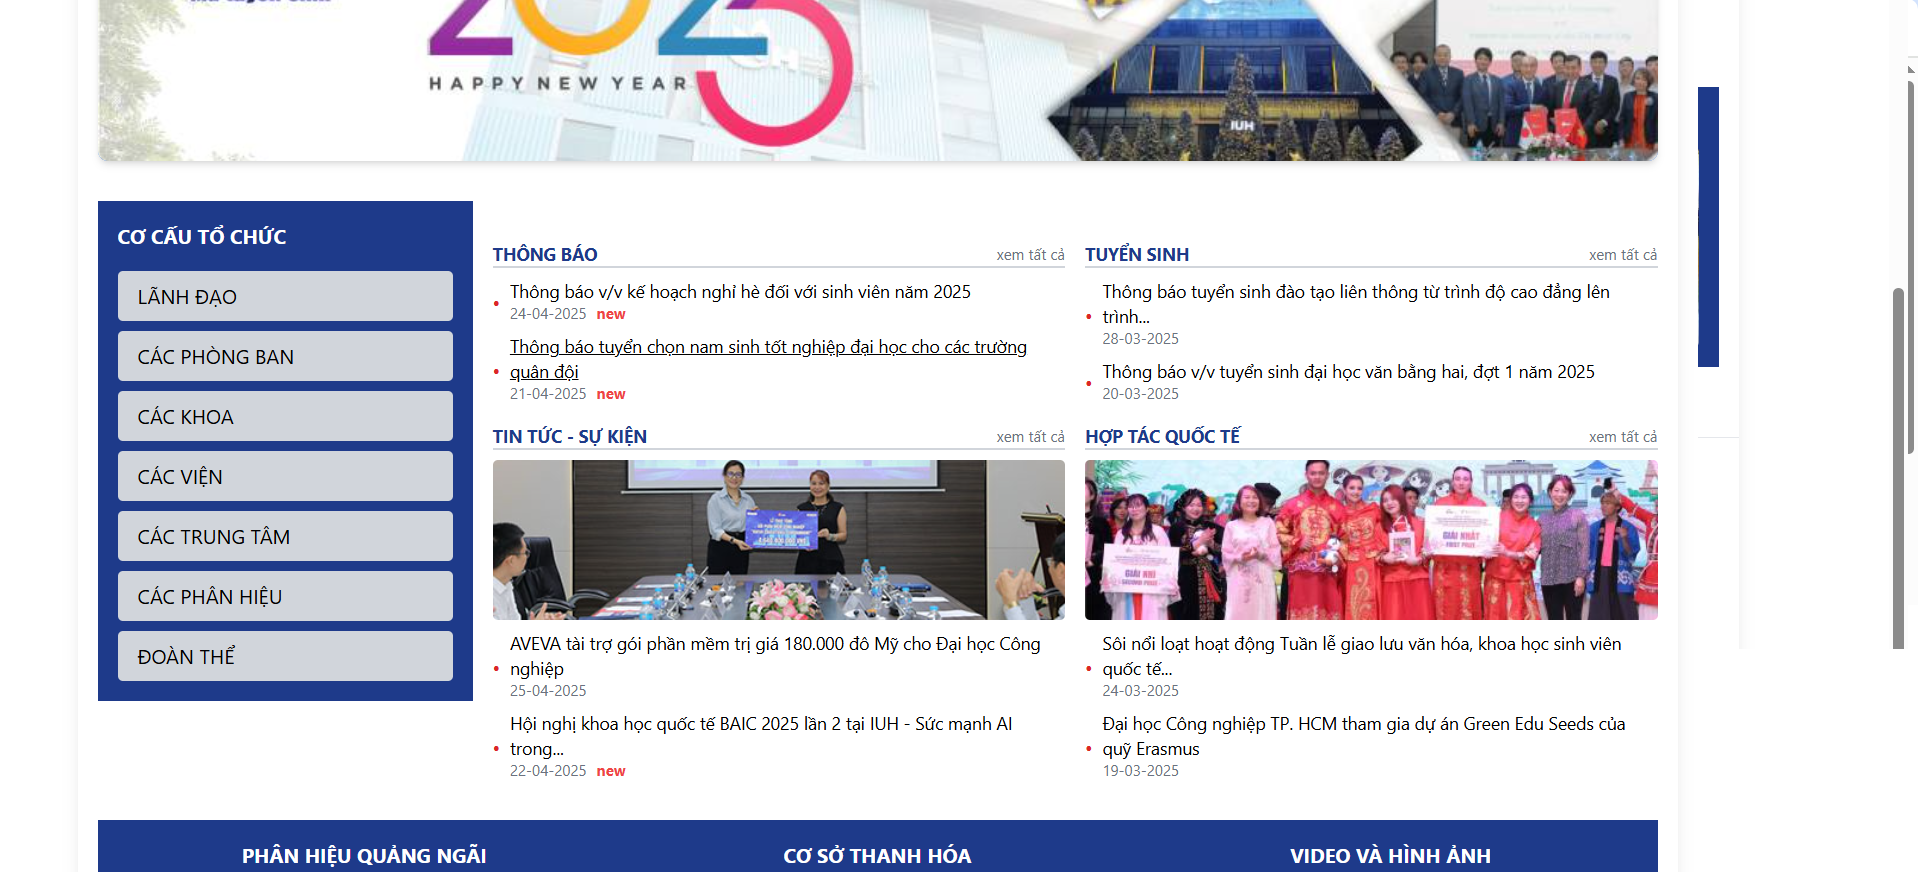 2025
HAPPY NEW YEAR
IUH
CƠ CẤU TỔ CHỨC
LÃNH ĐẠO
CÁC PHÒNG BAN
CÁC KHOA
CÁC VIỆN
CÁC TRUNG TÂM
CÁC PHÂN HIỆU
ĐOÀN THỂ
THÔNG BÁO
xem tất cả
Thông báo v/v kế hoạch nghỉ hè đối với sinh viên năm 2025
24-04-2025 new
Thông báo tuyển chọn nam sinh tốt nghiệp đại học cho các trường
quân đội
21-04-2025 new
TUYỂN SINH
xem tất cả
Thông báo tuyển sinh đào tạo liên thông từ trình độ cao đẳng lên
trình...
28-03-2025
Thông báo v/v tuyển sinh đại học văn bằng hai, đợt 1 năm 2025
20-03-2025
TIN TỨC - SỰ KIỆN
xem tất cả
AVEVA tài trợ gói phần mềm trị giá 180.000 đô Mỹ cho Đại học Công
nghiệp
25-04-2025
Hội nghị khoa học quốc tế BAIC 2025 lần 2 tại IUH - Sức mạnh AI
trong...
22-04-2025 new
HỢP TÁC QUỐC TẾ
xem tất cả
GIẢI NHÌ
SECOND PRIZE
GIẢI NHẤT
FIRST PRIZE
Sôi nổi loạt hoạt động Tuần lễ giao lưu văn hóa, khoa học sinh viên
quốc tế...
24-03-2025
Đại học Công nghiệp TP. HCM tham gia dự án Green Edu Seeds của
quỹ Erasmus
19-03-2025
PHÂN HIỆU QUẢNG NGÃI
CƠ SỞ THANH HÓA
VIDEO VÀ HÌNH ẢNH